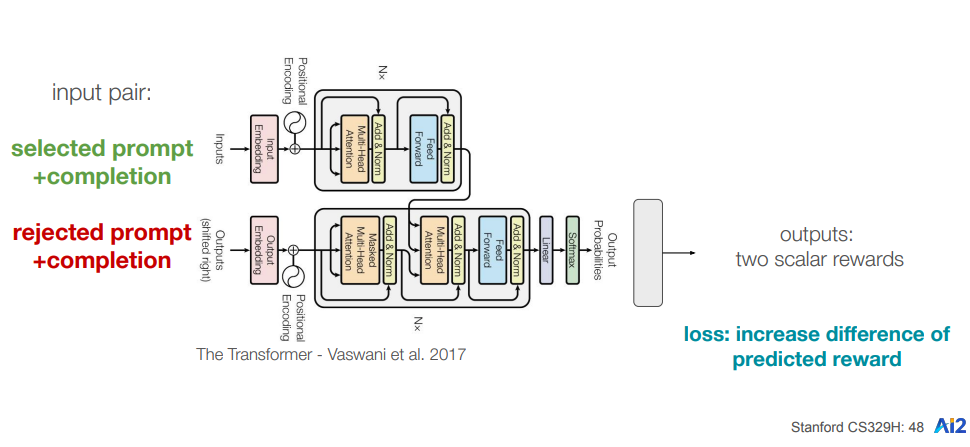 input pair:
selected prompt
+completion
rejected prompt
+completion
Inputs
Input
Embedding
Positional
Encoding
Nx
Multi-Head
Attention
Add & Norm
Feed
Forward
Add & Norm
Outputs
(shifted right)
Output
Embedding
Positional
Encoding
Nx
Masked
Multi-Head
Attention
Add & Norm
Multi-Head
Attention
Add & Norm
Feed
Forward
Add & Norm
Linear
Softmax
Output
Probabilities
The Transformer - Vaswani et al. 2017
outputs:
two scalar rewards
loss: increase difference of
predicted reward
Stanford CS329H: 48
AI2